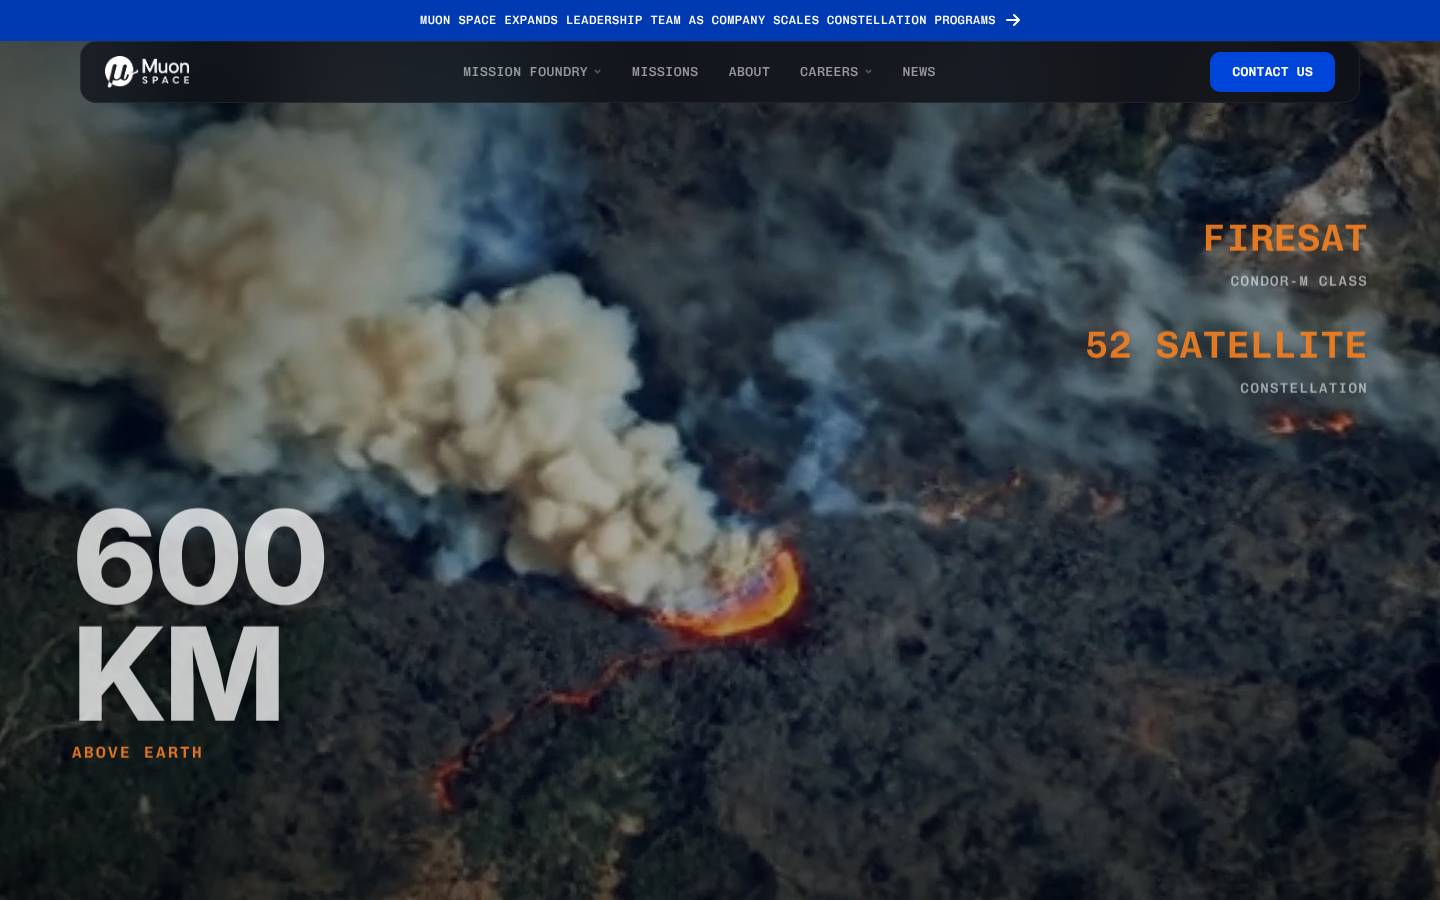 MUON SPACE EXPANDS LEADERSHIP TEAM AS COMPANY SCALES CONSTELLATION PROGRAMS
Muon
SPACE
MISSION FOUNDRY
MISSIONS
ABOUT
CAREERS
NEWS
CONTACT US
FIRESAT
CONDOR-M CLASS
52 SATELLITE
CONSTELLATION
600
KM
ABOVE EARTH